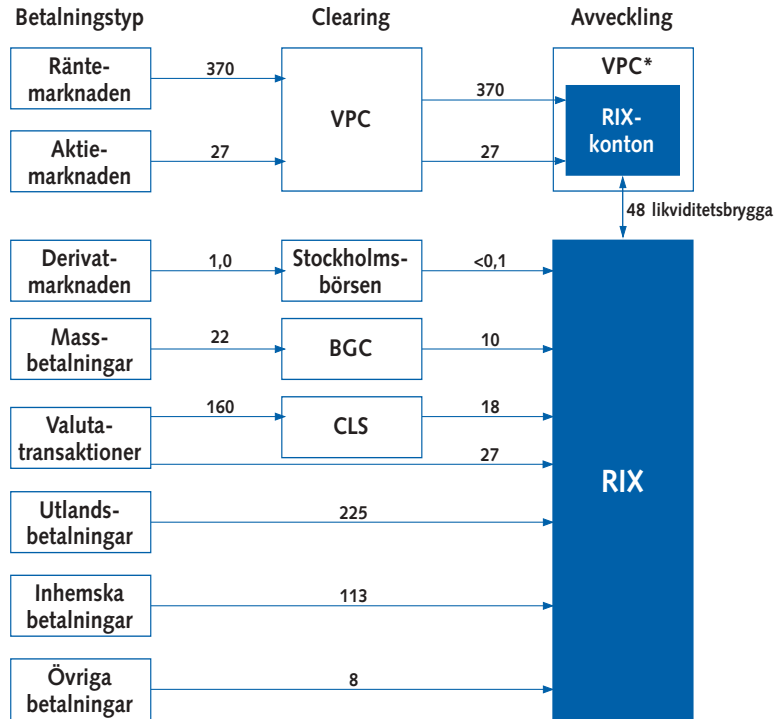 Betalningstyp Clearing Avveckling
Ränte-
marknaden
370
VPC
370
VPC*
RIX-
konton
Aktie-
marknaden
27
27
48 likviditetsbrygga
Derivat-
marknaden
1,0
Stockholms-
börsen
<0,1
Mass-
betalningar
22
BGC
10
Valuta-
transaktioner
160
CLS
18
27
RIX
Utlands-
betalningar
225
Inhemska
betalningar
113
Övriga
betalningar
8